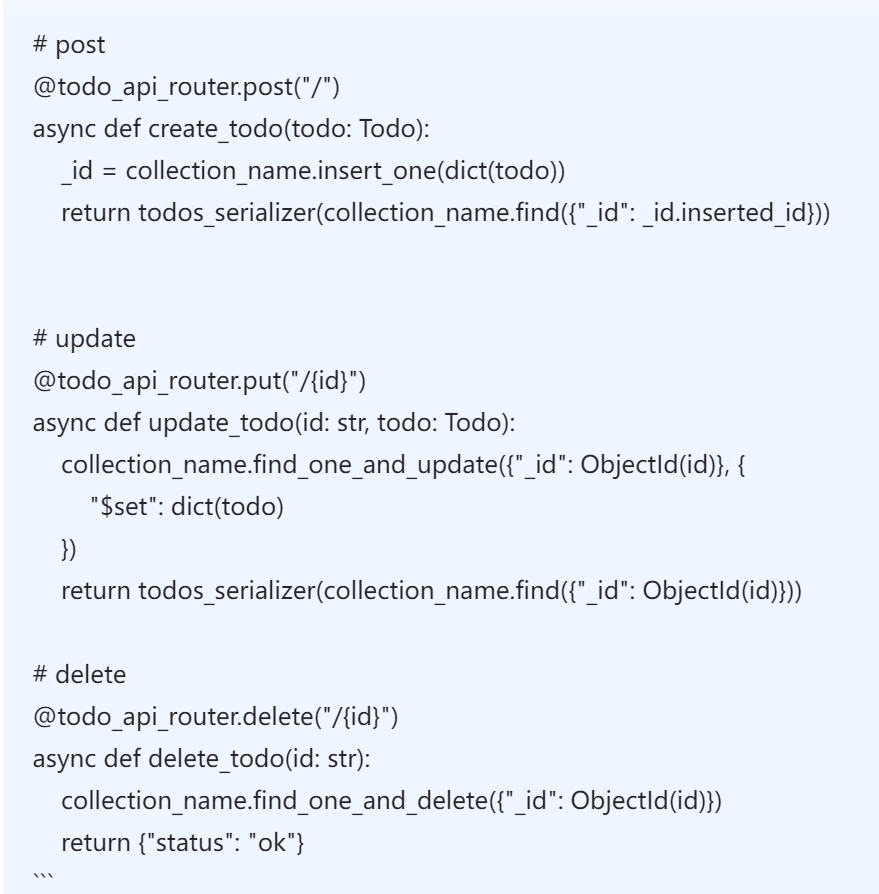 # post
@todo_api_router.post("/")
async def create_todo(todo: Todo):
    _id = collection_name.insert_one(dict(todo))
    return todos_serializer(collection_name.find({"_id": _id.inserted_id}))
# update
@todo_api_router.put("/{id}")
async def update_todo(id: str, todo: Todo):
    collection_name.find_one_and_update({"_id": ObjectId(id)}, {
        "$set": dict(todo)
    })
    return todos_serializer(collection_name.find({"_id": ObjectId(id)}))
# delete
@todo_api_router.delete("/{id}")
async def delete_todo(id: str):
    collection_name.find_one_and_delete({"_id": ObjectId(id)})
    return {"status": "ok"}
```